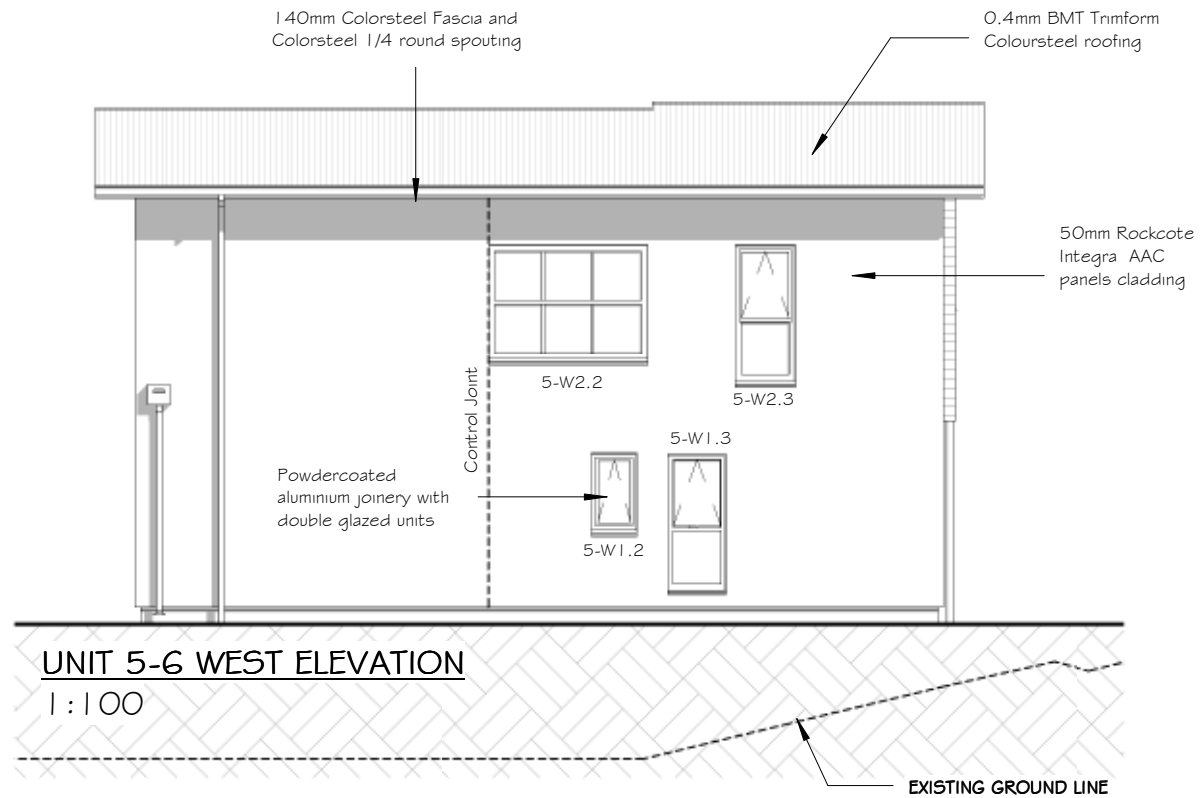 140mm Colorsteel Fascia and
Colorsteel 1/4 round spouting
0.4mm BMT Trimform
Coloursteel roofing
50mm Rockcote
Integra AAC
panels cladding
5-W2.2
5-W2.3
Control Joint
5-W1.3
Powdercoated
aluminium joinery with
double glazed units
5-W1.2
UNIT 5-6 WEST ELEVATION
1:100
EXISTING GROUND LINE